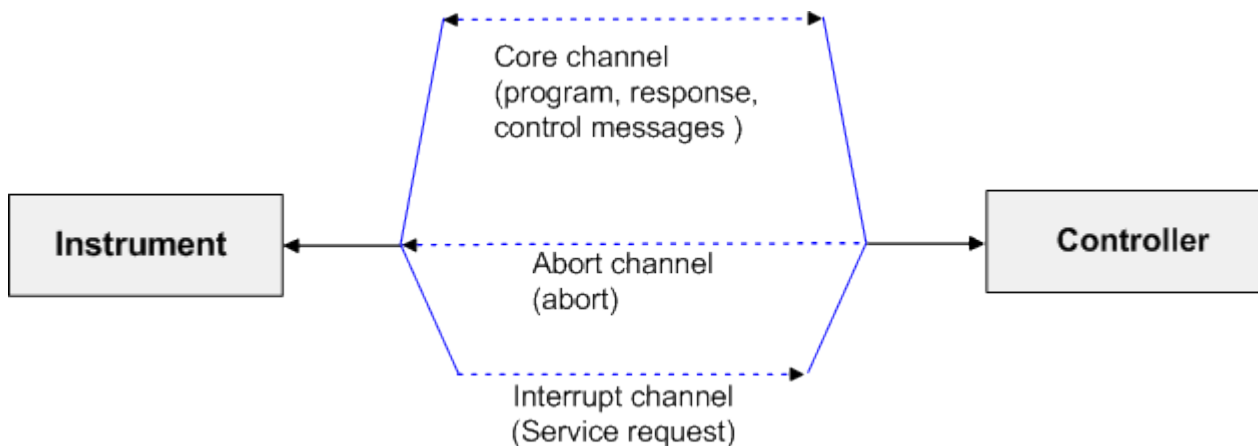 Core channel
(program, response,
control messages )
Instrument
Controller
Abort channel
(abort)
Interrupt channel
(Service request)